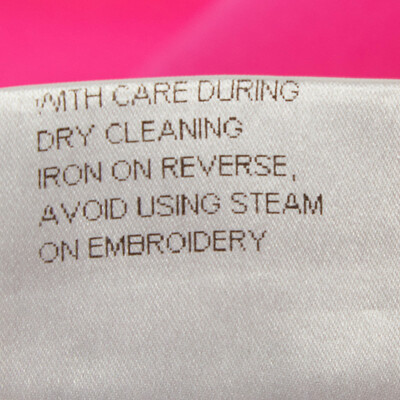 WITH CARE DURING
DRY CLEANING
IRON ON REVERSE,
AVOID USING STEAM
ON EMBROIDERY